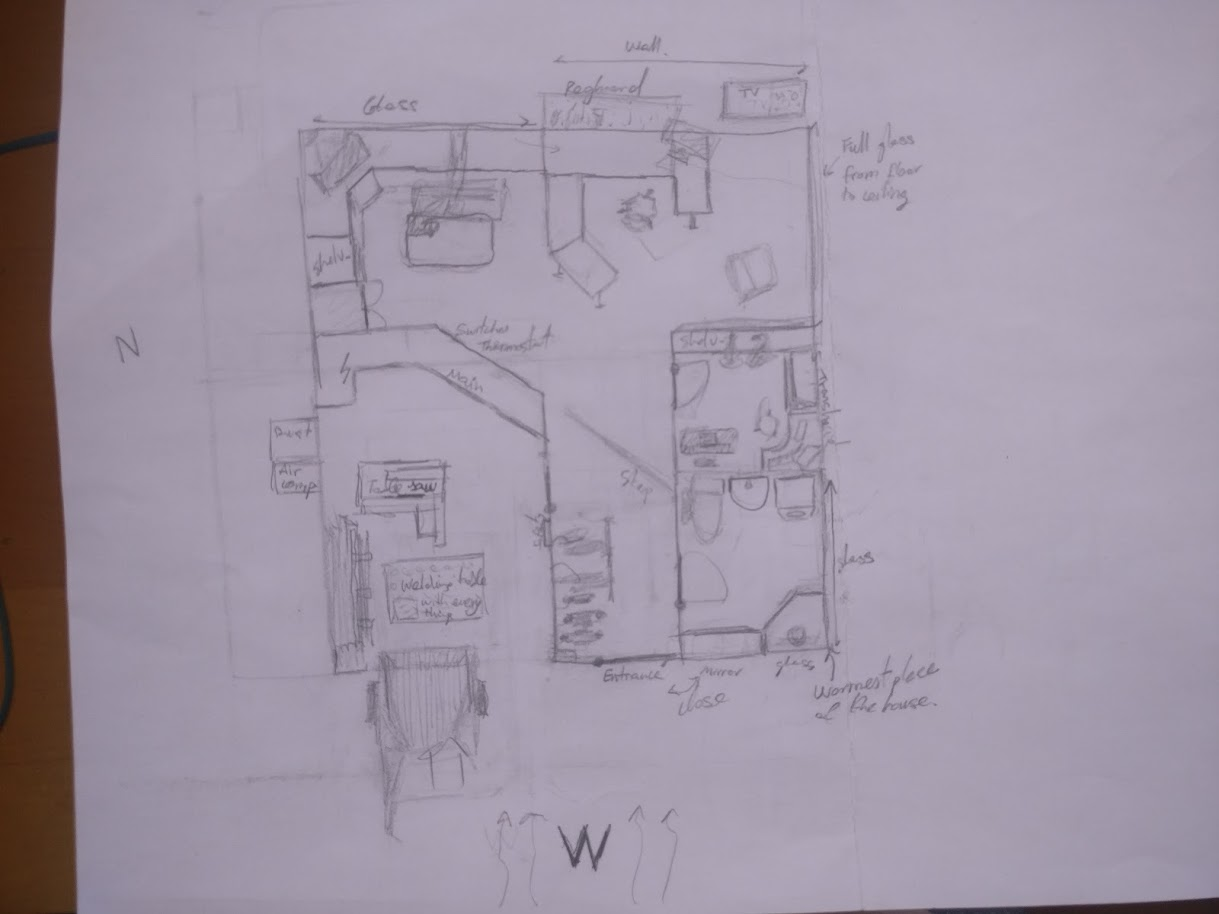 Wall.
Glass
Pegboard
TV
Full glass
from floor
to ceiling
N
shelv-
Switches
thermostat
Main
shelv-
Step
Air
comp
Table saw
welding table
with every
thing
glass
Entrance
Mirror
glass
close
Warmest place
of the house.
W